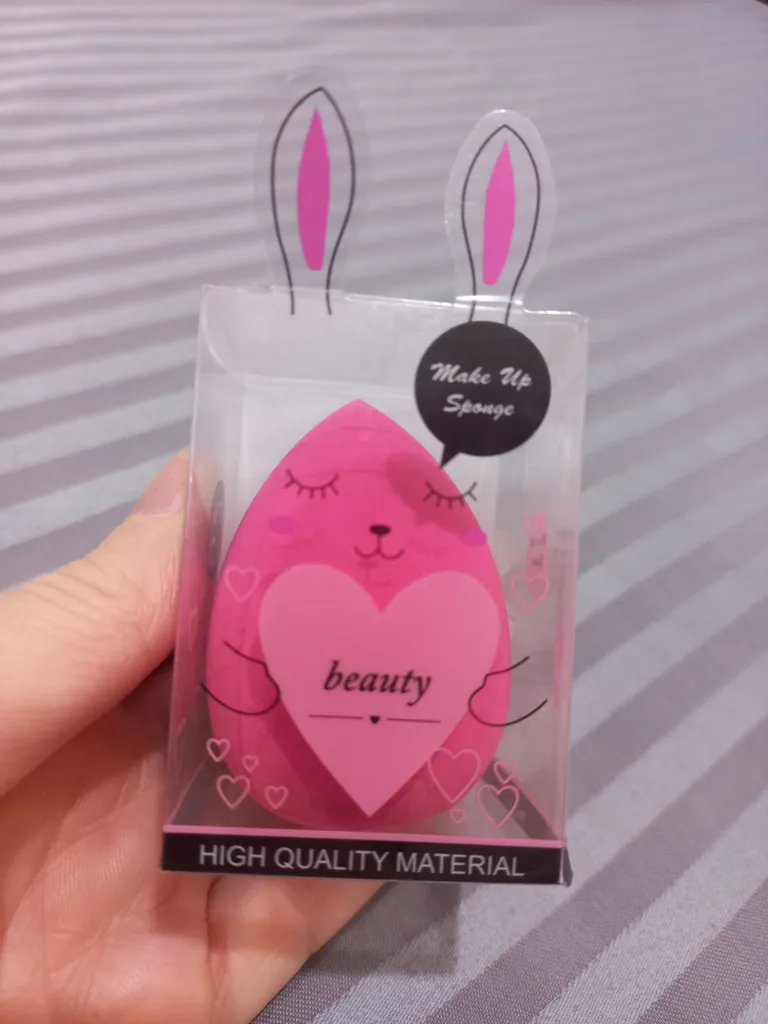 Make Up
Sponge
beauty
HIGH QUALITY MATERIAL